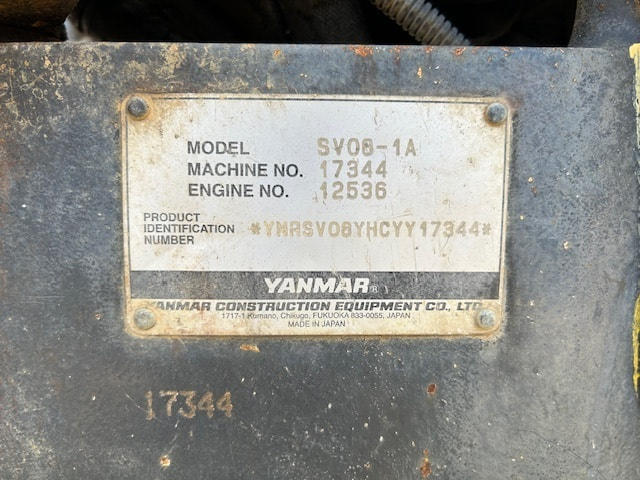 MODEL SV08-1A
MACHINE NO. 17344
ENGINE NO. 12536
PRODUCT
IDENTIFICATION
NUMBER *YMRSV08YHCYY17344*
YANMAR®
YANMAR CONSTRUCTION EQUIPMENT CO., LTD.
1717-1 Kumano, Chikugo, FUKUOKA 833-0055, JAPAN
MADE IN JAPAN
17344